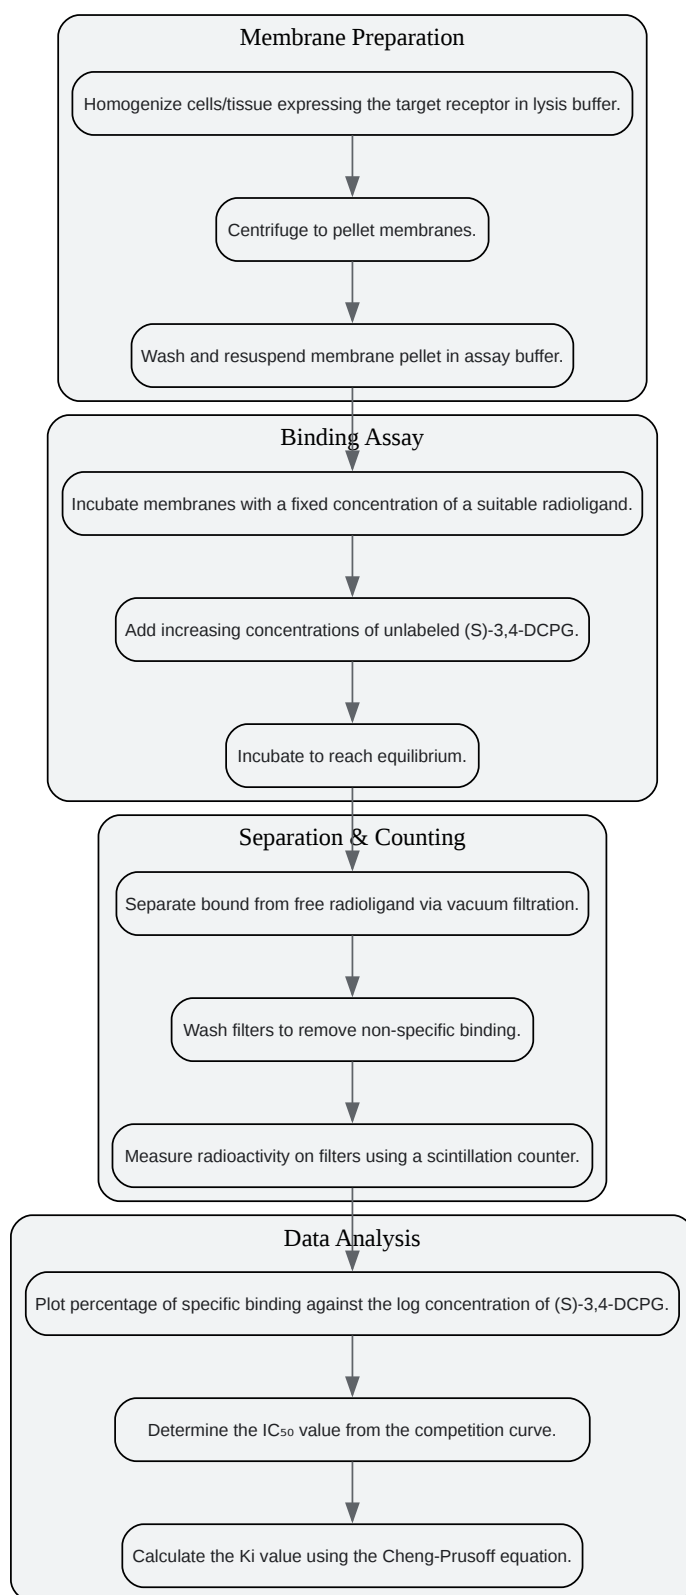 Membrane Preparation
Homogenize cells/tissue expressing the target receptor in lysis buffer.
Centrifuge to pellet membranes.
Wash and resuspend membrane pellet in assay buffer.
Binding Assay
Incubate membranes with a fixed concentration of a suitable radioligand.
Add increasing concentrations of unlabeled (S)-3,4-DCPG.
Incubate to reach equilibrium.
Separation & Counting
Separate bound from free radioligand via vacuum filtration.
Wash filters to remove non-specific binding.
Measure radioactivity on filters using a scintillation counter.
Data Analysis
Plot percentage of specific binding against the log concentration of (S)-3,4-DCPG.
Determine the IC₅₀ value from the competition curve.
Calculate the Ki value using the Cheng-Prusoff equation.